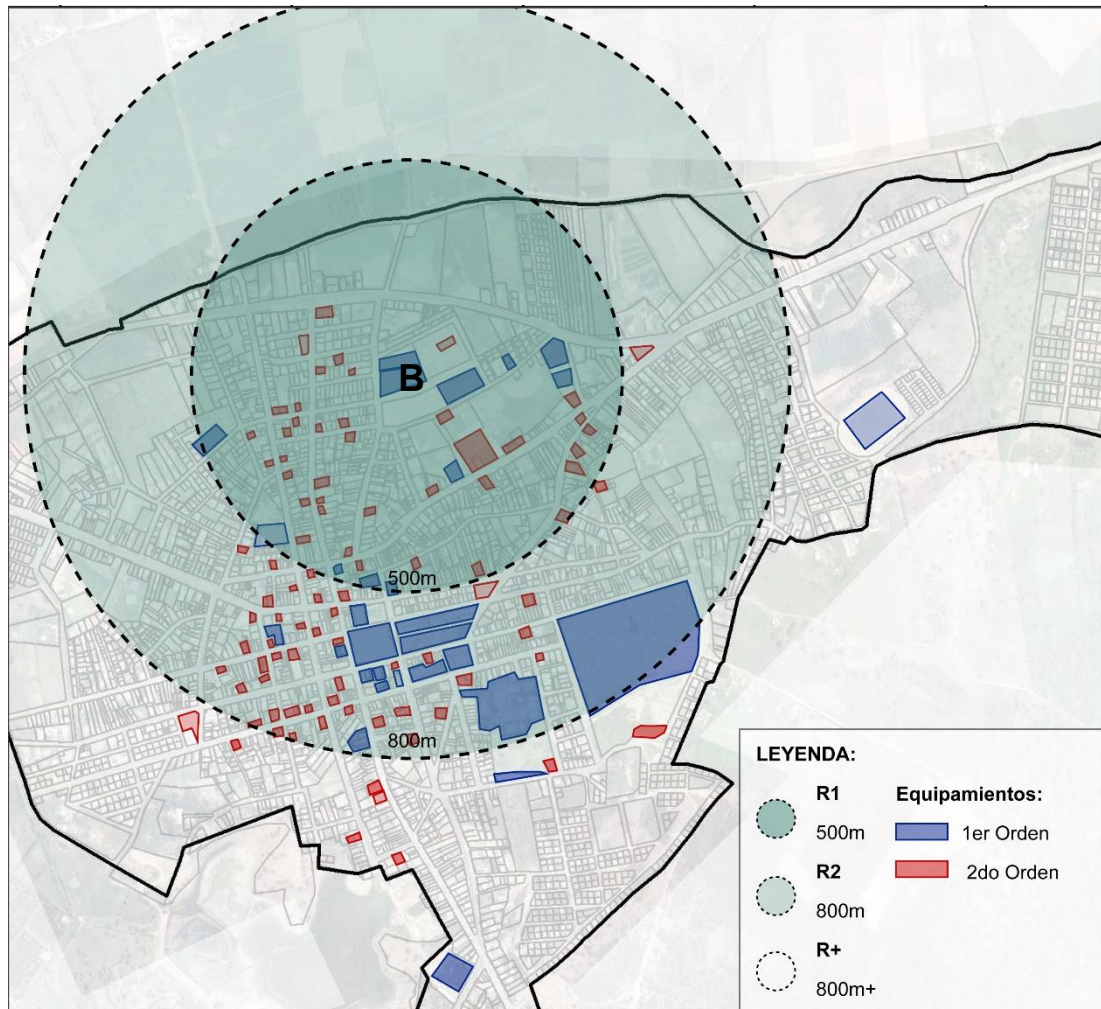 B
500m
800m
LEYENDA:
R1
500m
R2
800m
R+
800m+
Equipamientos:
1er Orden
2do Orden